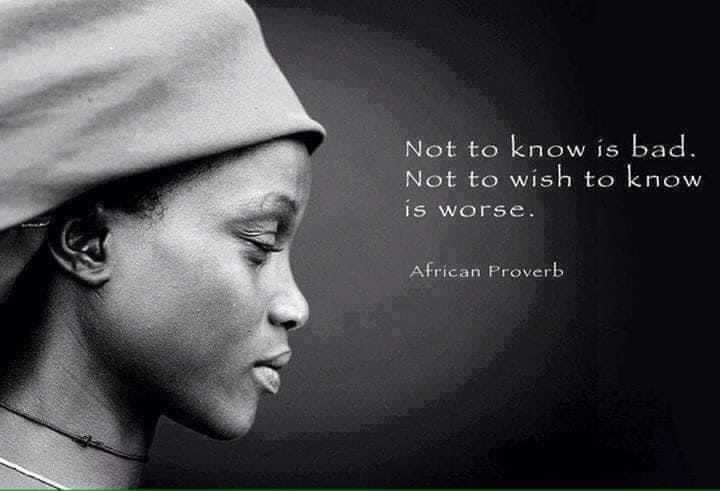 Not to know is bad.
Not to wish to know
is worse.
African Proverb